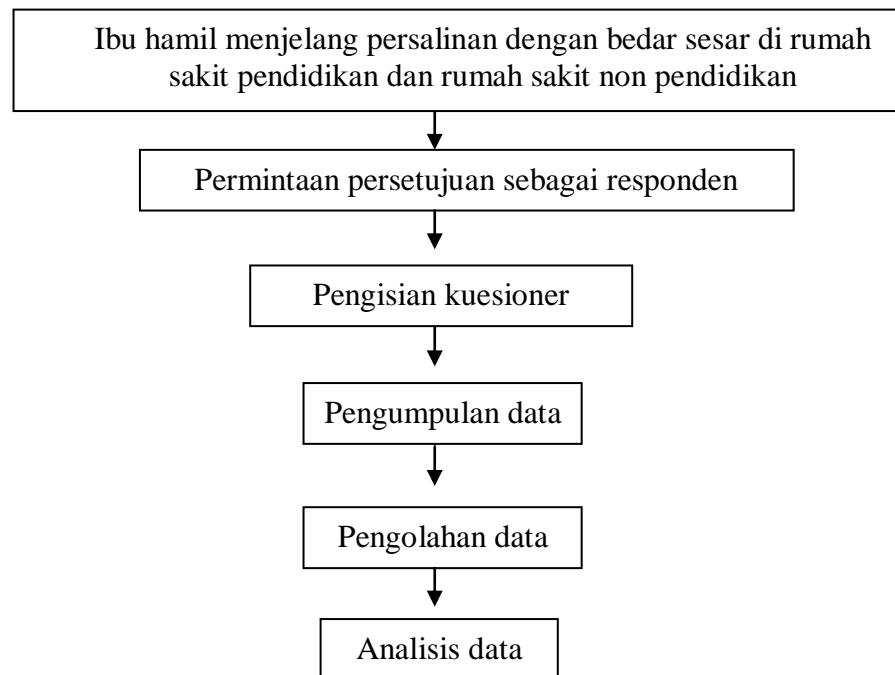 Ibu hamil menjelang persalinan dengan bedar sesar di rumah
sakit pendidikan dan rumah sakit non pendidikan
Permintaan persetujuan sebagai responden
Pengisian kuesioner
Pengumpulan data
Pengolahan data
Analisis data